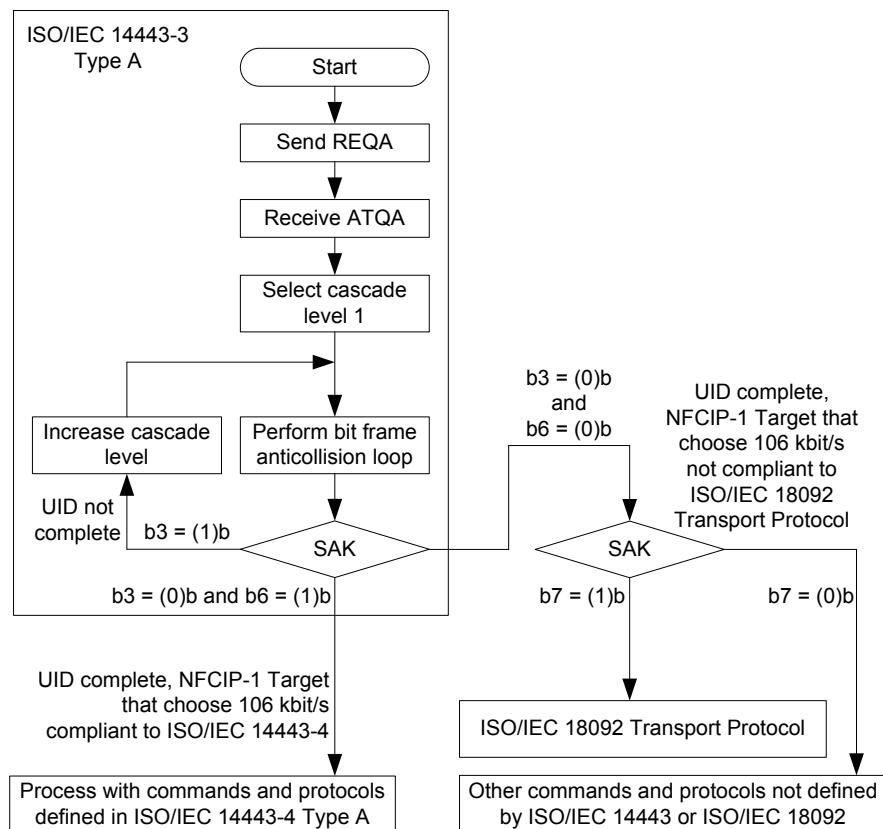 ISO/IEC 14443-3
Type A
Start
Send REQA
Receive ATQA
Select cascade
level 1
Increase cascade
level
Perform bit frame
anticollision loop
b3 = (0)b
and
b6 = (0)b
UID complete,
NFCIP-1 Target that
choose 106 kbit/s
not compliant to
ISO/IEC 18092
Transport Protocol
UID not
complete
b3 = (1)b
SAK
SAK
b3 = (0)b and b6 = (1)b
b7 = (1)b
b7 = (0)b
UID complete, NFCIP-1 Target
that choose 106 kbit/s
compliant to ISO/IEC 14443-4
ISO/IEC 18092 Transport Protocol
Process with commands and protocols
defined in ISO/IEC 14443-4 Type A
Other commands and protocols not defined
by ISO/IEC 14443 or ISO/IEC 18092